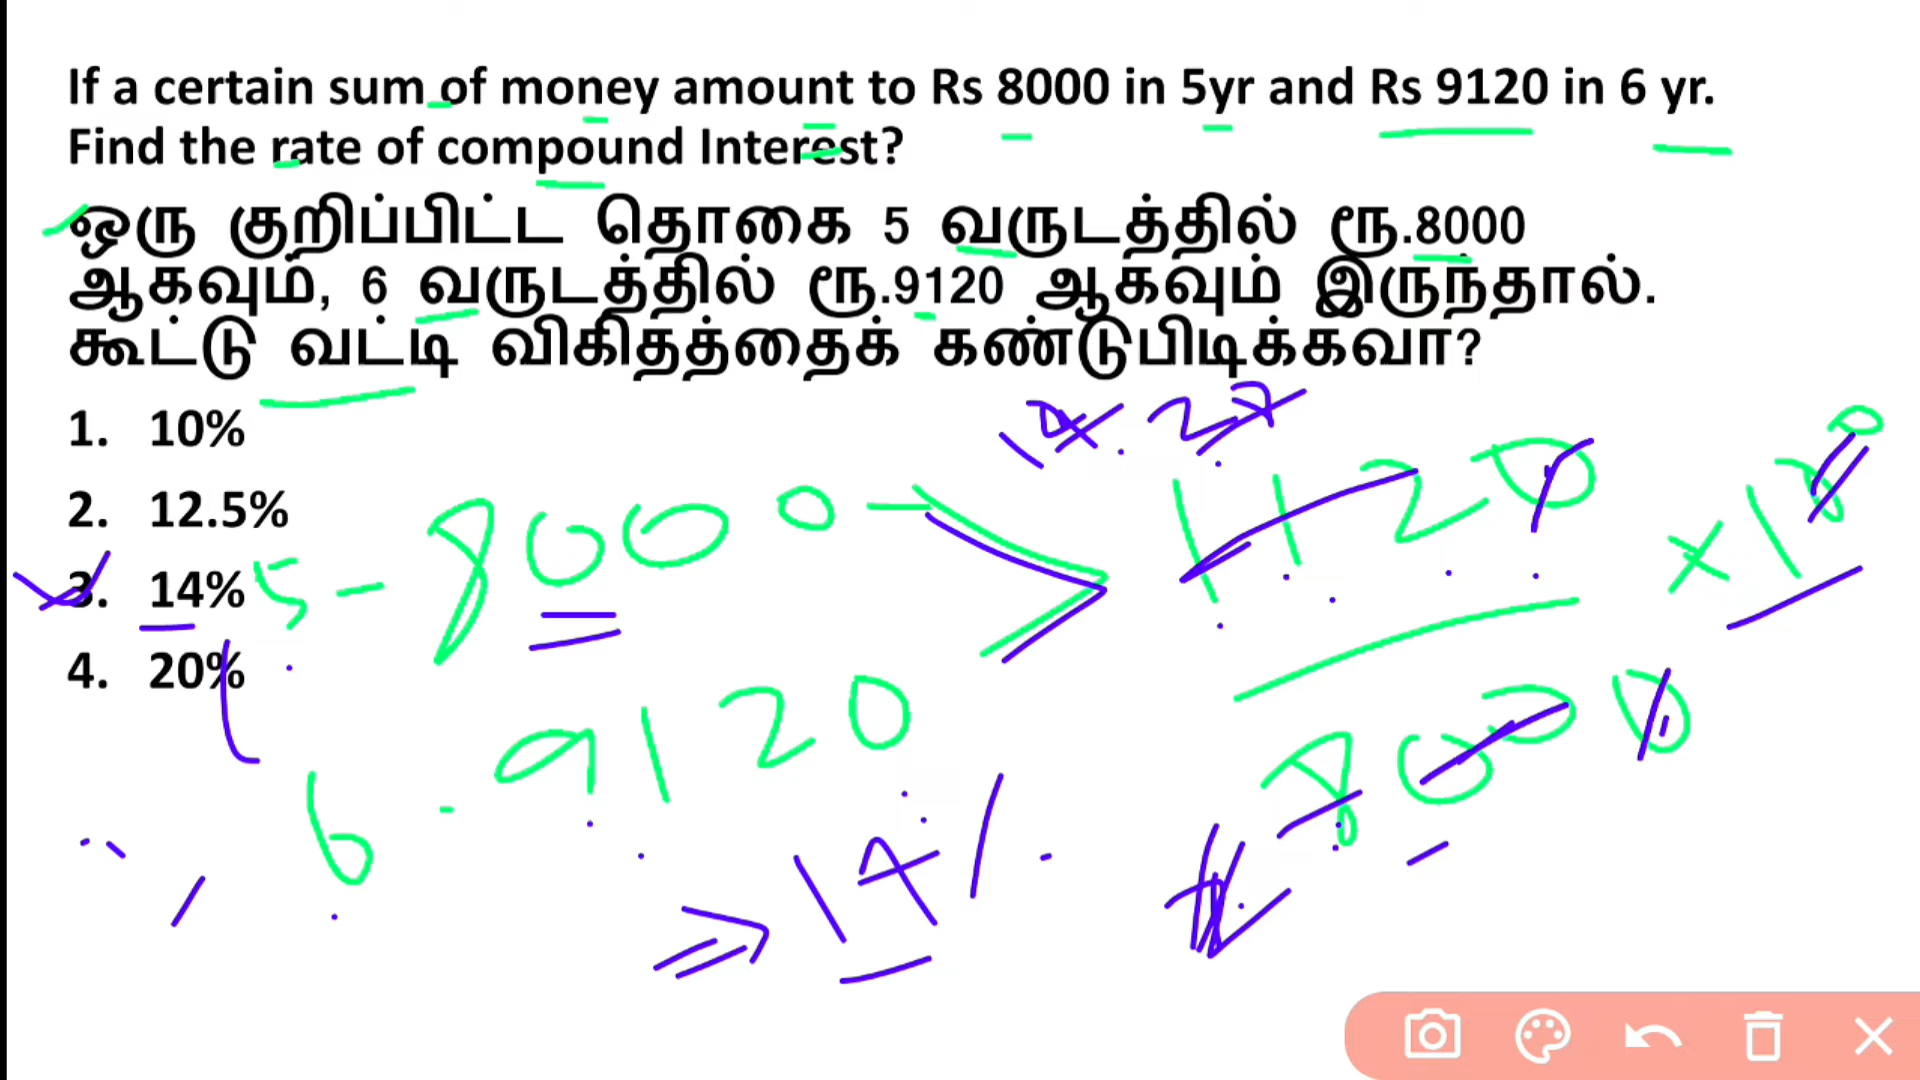 If a certain sum of money amount to Rs 8000 in 5yr and Rs 9120 in 6 yr.
Find the rate of compound Interest?
ஒரு குறிப்பிட்ட தொகை 5 வருடத்தில் ரூ.8000
ஆகவும், 6 வருடத்தில் ரூ.9120 ஆகவும் இருந்தால்.
கூட்டு வட்டி விகிதத்தைக் கண்டுபிடிக்கவா?
1. 10%
2. 12.5%
3. 14%
4. 20%
5 - 8000
6 - 9120
1120
8000
14%